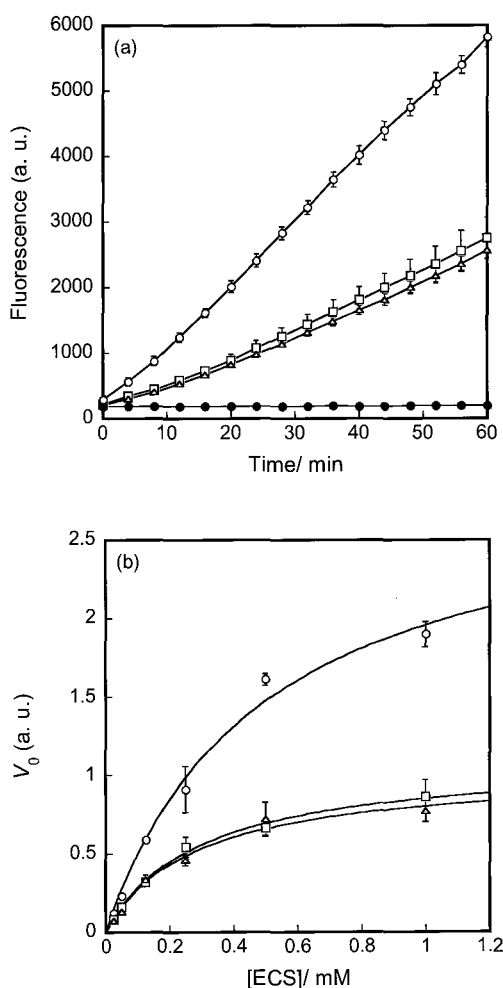 (a)
Fluorescence (a. u.)
6000
5000
4000
3000
2000
1000
0
0 10 20 30 40 50 60
Time/ min
(b)
V0 (a. u.)
2.5
2
1.5
1
0.5
0
0 0.2 0.4 0.6 0.8 1 1.2
[ECS]/ mM